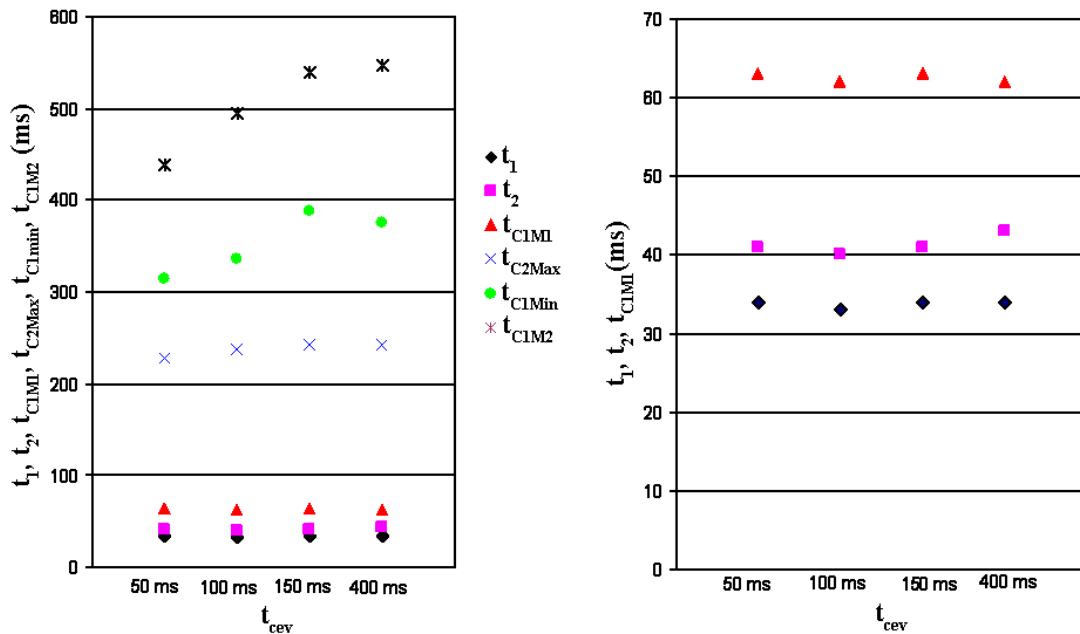 t1, t2, tC1M1, tC2Max, tC1min, tC1M2 (ms)
600
500
400
300
200
100
0
50 ms
100 ms
150 ms
400 ms
tcev
t1
t2
tC1M1
tC2Max
tC1Min
tC1M2
t1, t2, tC1M1(ms)
70
60
50
40
30
20
10
0
50 ms
100 ms
150 ms
400 ms
tcev